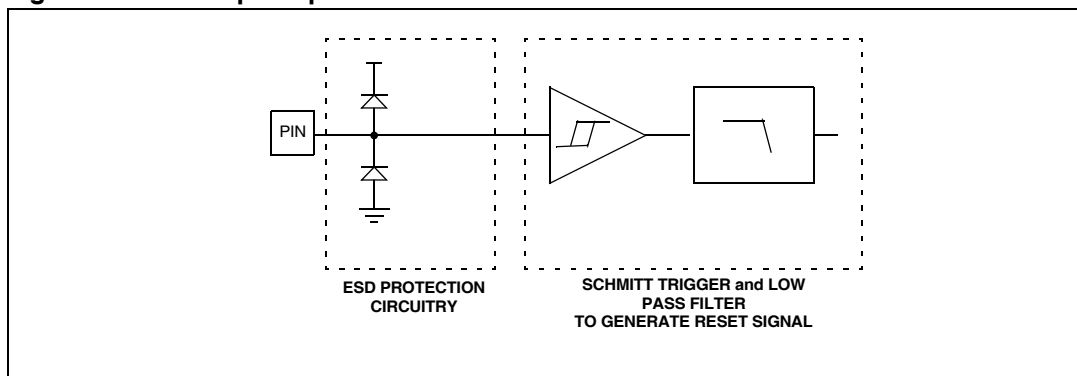 PIN
ESD PROTECTION
CIRCUITRY
SCHMITT TRIGGER and LOW
PASS FILTER
TO GENERATE RESET SIGNAL